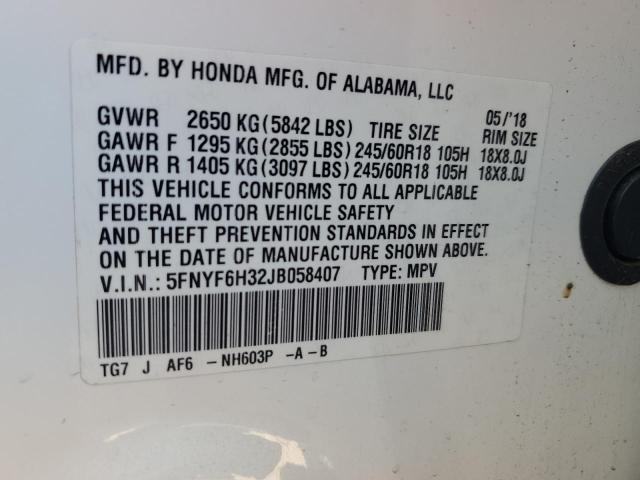 MFD. BY HONDA MFG. OF ALABAMA, LLC
05/'18
GVWR 2650 KG(5842 LBS) TIRE SIZE RIM SIZE
GAWR F 1295 KG(2855 LBS)245/60R18 105H 18X8.0J
GAWR R 1405 KG(3097 LBS)245/60R18 105H 18X8.0J
THIS VEHICLE CONFORMS TO ALL APPLICABLE
FEDERAL MOTOR VEHICLE SAFETY
AND THEFT PREVENTION STANDARDS IN EFFECT
ON THE DATE OF MANUFACTURE SHOWN ABOVE.
V.I.N.: 5FNYF6H32JB058407 TYPE: MPV
TG7 J AF6 -NH603P -A-B